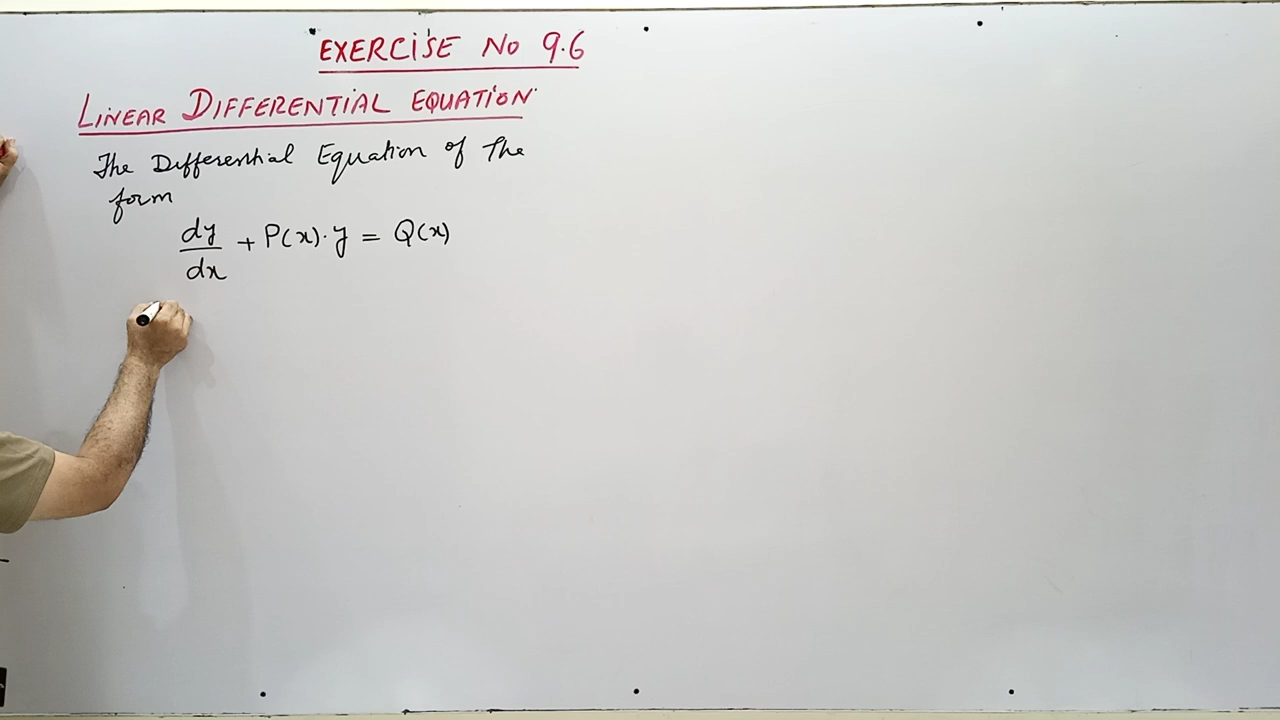 EXERCISE No 9.6
LINEAR DIFFERENTIAL EQUATION
The Differential Equation of The
form
dy/dx + P(x)·y = Q(x)